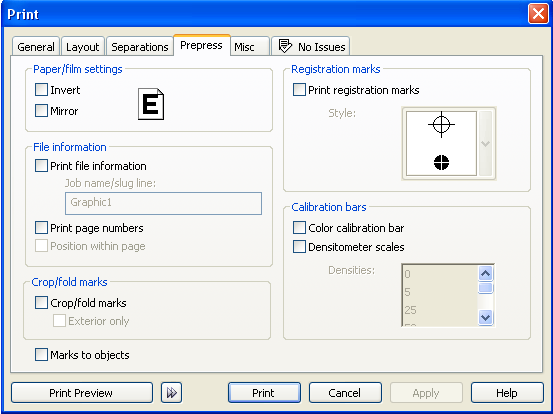 Print
General Layout Separations Prepress Misc No Issues
Paper/film settings
Invert
Mirror
E
File information
Print file information
Job name/slug line:
Graphic1
Print page numbers
Position within page
Crop/fold marks
Crop/fold marks
Exterior only
Marks to objects
Registration marks
Print registration marks
Style:
Calibration bars
Color calibration bar
Densitometer scales
Densities:
0
5
25
Print Preview Print Cancel Apply Help